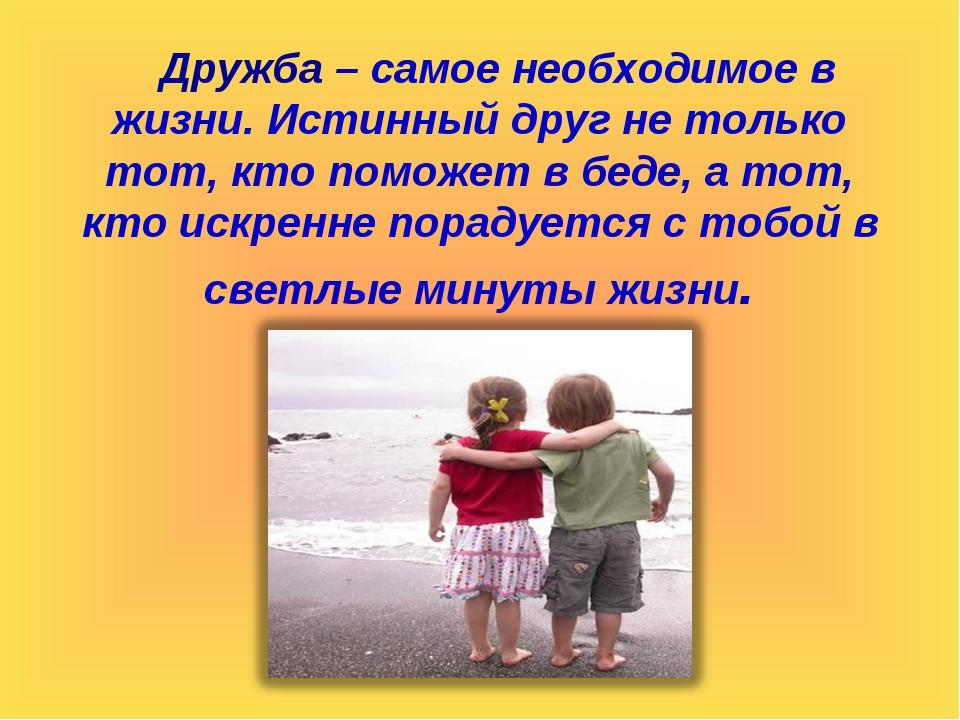 Дружба – самое необходимое в
жизни. Истинный друг не только
тот, кто поможет в беде, а тот,
кто искренне порадуется с тобой в
светлые минуты жизни.